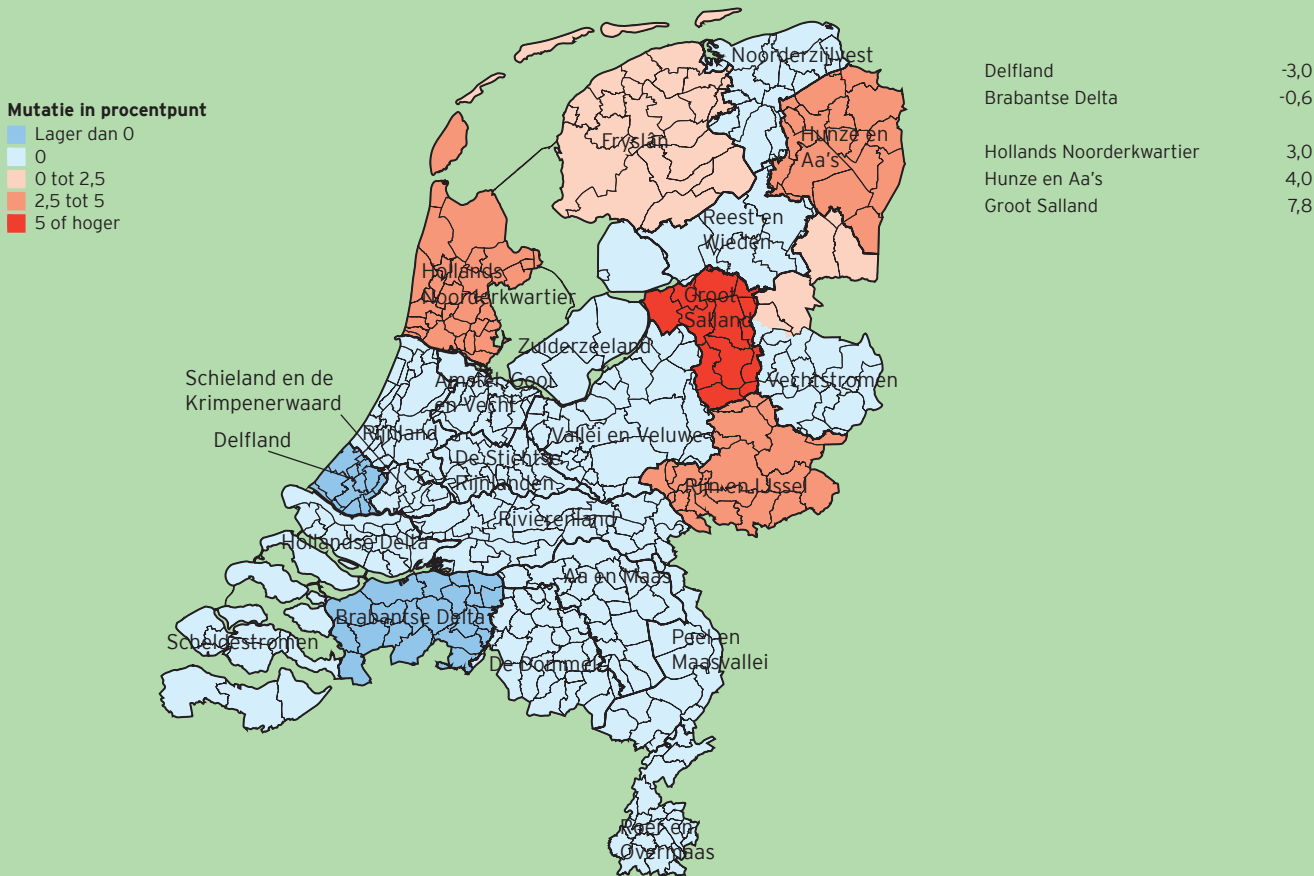 Mutatie in procentpunt
Lager dan 0
0
0 tot 2,5
2,5 tot 5
5 of hoger
Noorderzijlvest
Fryslân
Hunze en
Aa's
Reest en
Wieden
Hollands
Noorderkwartier
Groot
Salland
Zuiderzeeland
Vechtstromen
Amstel, Gooi
en Vecht
Schieland en de
Krimpenerwaard
Delfland
Rijnland
Vallei en Veluwe
De Stichtse
Rijnlanden
Rijn en IJssel
Rivierenland
Hollandse Delta
Aa en Maas
Brabantse Delta
Scheldestromen
De Dommel
Peel en
Maasvallei
Roer en
Overmaas
Delfland -3,0
Brabantse Delta -0,6
Hollands Noorderkwartier 3,0
Hunze en Aa's 4,0
Groot Salland 7,8